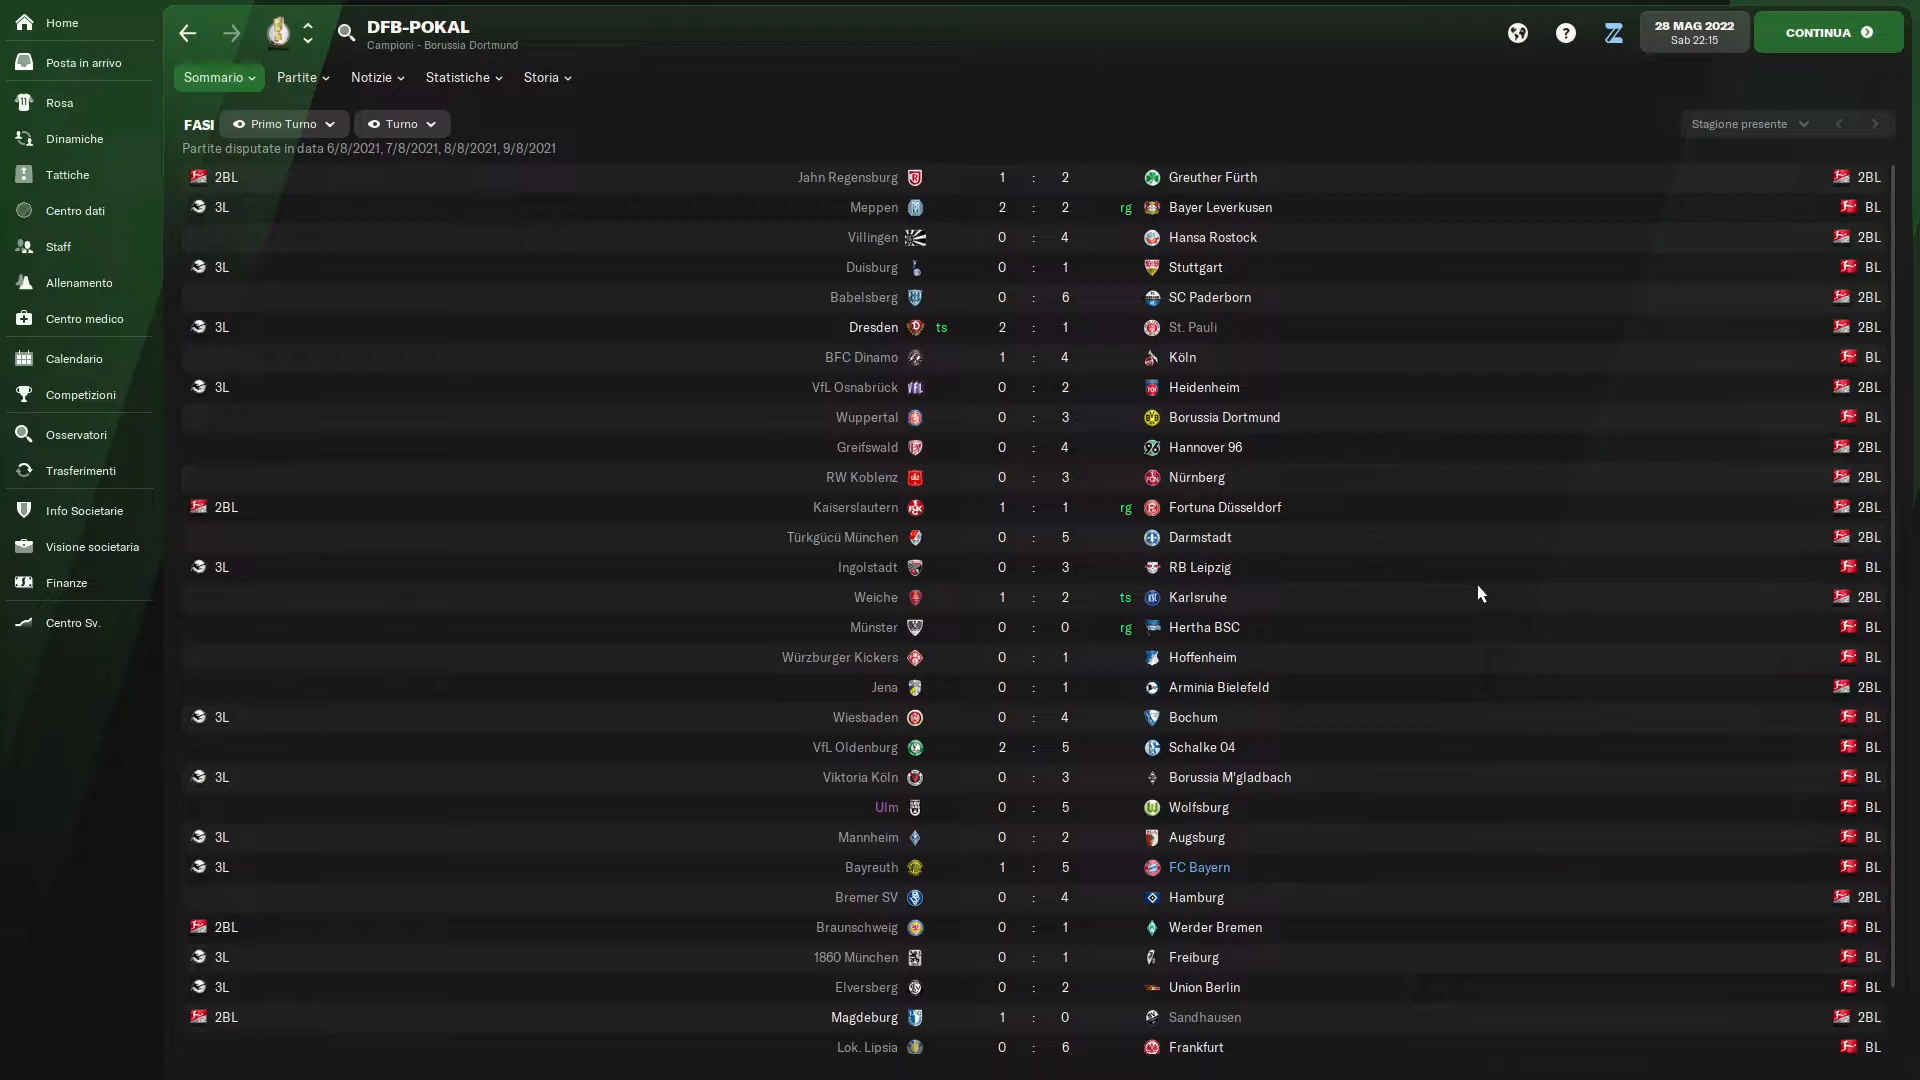 Home
Posta in arrivo
Rosa
Dinamiche
Tattiche
Centro dati
Staff
Allenamento
Centro medico
Calendario
Competizioni
Osservatori
Trasferimenti
Info Societarie
Visione societaria
Finanze
Centro Sv.
DFB-POKAL
Campioni - Borussia Dortmund
28 MAG 2022
Sab 22:15
CONTINUA
Sommario Partite Notizie Statistiche Storia
FASI Primo Turno Turno Stagione presente
Partite disputate in data 6/8/2021, 7/8/2021, 8/8/2021, 9/8/2021
2BL Jahn Regensburg 1 : 2 Greuther Fürth 2BL
3L Meppen 2 : 2 rg Bayer Leverkusen BL
Villingen 0 : 4 Hansa Rostock 2BL
3L Duisburg 0 : 1 Stuttgart BL
Babelsberg 0 : 6 SC Paderborn 2BL
3L Dresden ts 2 : 1 St. Pauli 2BL
BFC Dinamo 1 : 4 Köln BL
3L VfL Osnabrück 0 : 2 Heidenheim 2BL
Wuppertal 0 : 3 Borussia Dortmund BL
Greifswald 0 : 4 Hannover 96 2BL
RW Koblenz 0 : 3 Nürnberg 2BL
2BL Kaiserslautern 1 : 1 rg Fortuna Düsseldorf 2BL
Türkgücü München 0 : 5 Darmstadt 2BL
3L Ingolstadt 0 : 3 RB Leipzig BL
Weiche 1 : 2 ts Karlsruhe 2BL
Münster 0 : 0 rg Hertha BSC BL
Würzburger Kickers 0 : 1 Hoffenheim BL
Jena 0 : 1 Arminia Bielefeld 2BL
3L Wiesbaden 0 : 4 Bochum BL
VfL Oldenburg 2 : 5 Schalke 04 BL
3L Viktoria Köln 0 : 3 Borussia M'gladbach BL
Ulm 0 : 5 Wolfsburg BL
3L Mannheim 0 : 2 Augsburg BL
3L Bayreuth 1 : 5 FC Bayern BL
Bremer SV 0 : 4 Hamburg 2BL
2BL Braunschweig 0 : 1 Werder Bremen BL
3L 1860 München 0 : 1 Freiburg BL
3L Elversberg 0 : 2 Union Berlin BL
2BL Magdeburg 1 : 0 Sandhausen 2BL
Lok. Lipsia 0 : 6 Frankfurt BL